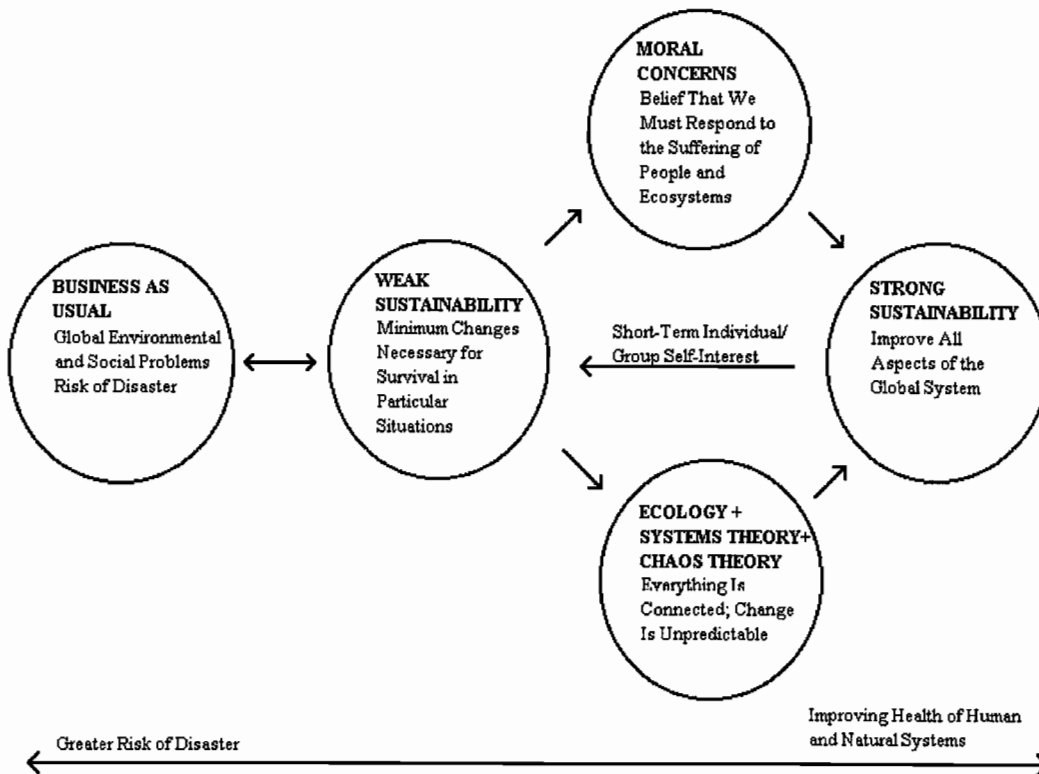 MORAL
CONCERNS
Belief That We
Must Respond to
the Suffering of
People and
Ecosystems
BUSINESS AS
USUAL
Global Environmental
and Social Problems
Risk of Disaster
WEAK
SUSTAINABILITY
Minimum Changes
Necessary for
Survival in
Particular
Situations
Short-Term Individual/
Group Self-Interest
STRONG
SUSTAINABILITY
Improve All
Aspects of the
Global System
ECOLOGY +
SYSTEMS THEORY+
CHAOS THEORY
Everything Is
Connected; Change
Is Unpredictable
Greater Risk of Disaster
Improving Health of Human
and Natural Systems